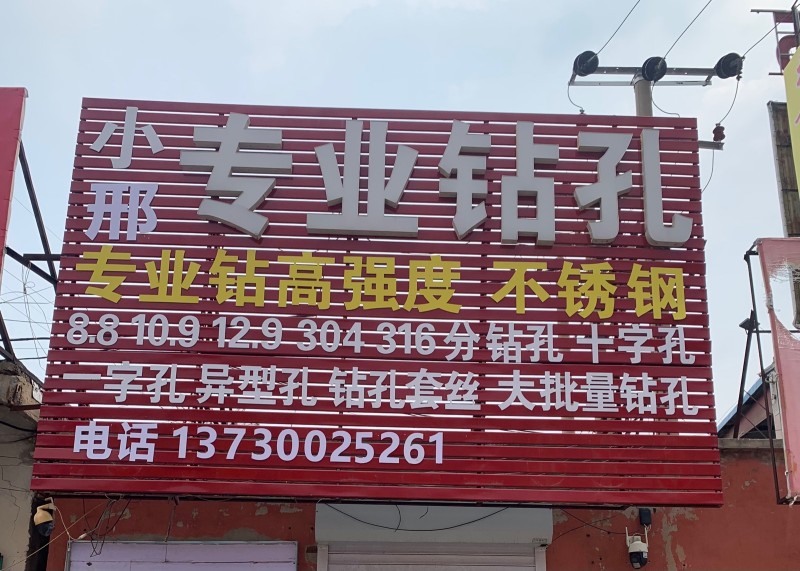 小邢 专业钻孔
专业钻高强度 不锈钢
8.8 10.9 12.9 304 316 分钻孔 十字孔
一字孔 异型孔 钻孔套丝 大批量钻孔
电话 13730025261